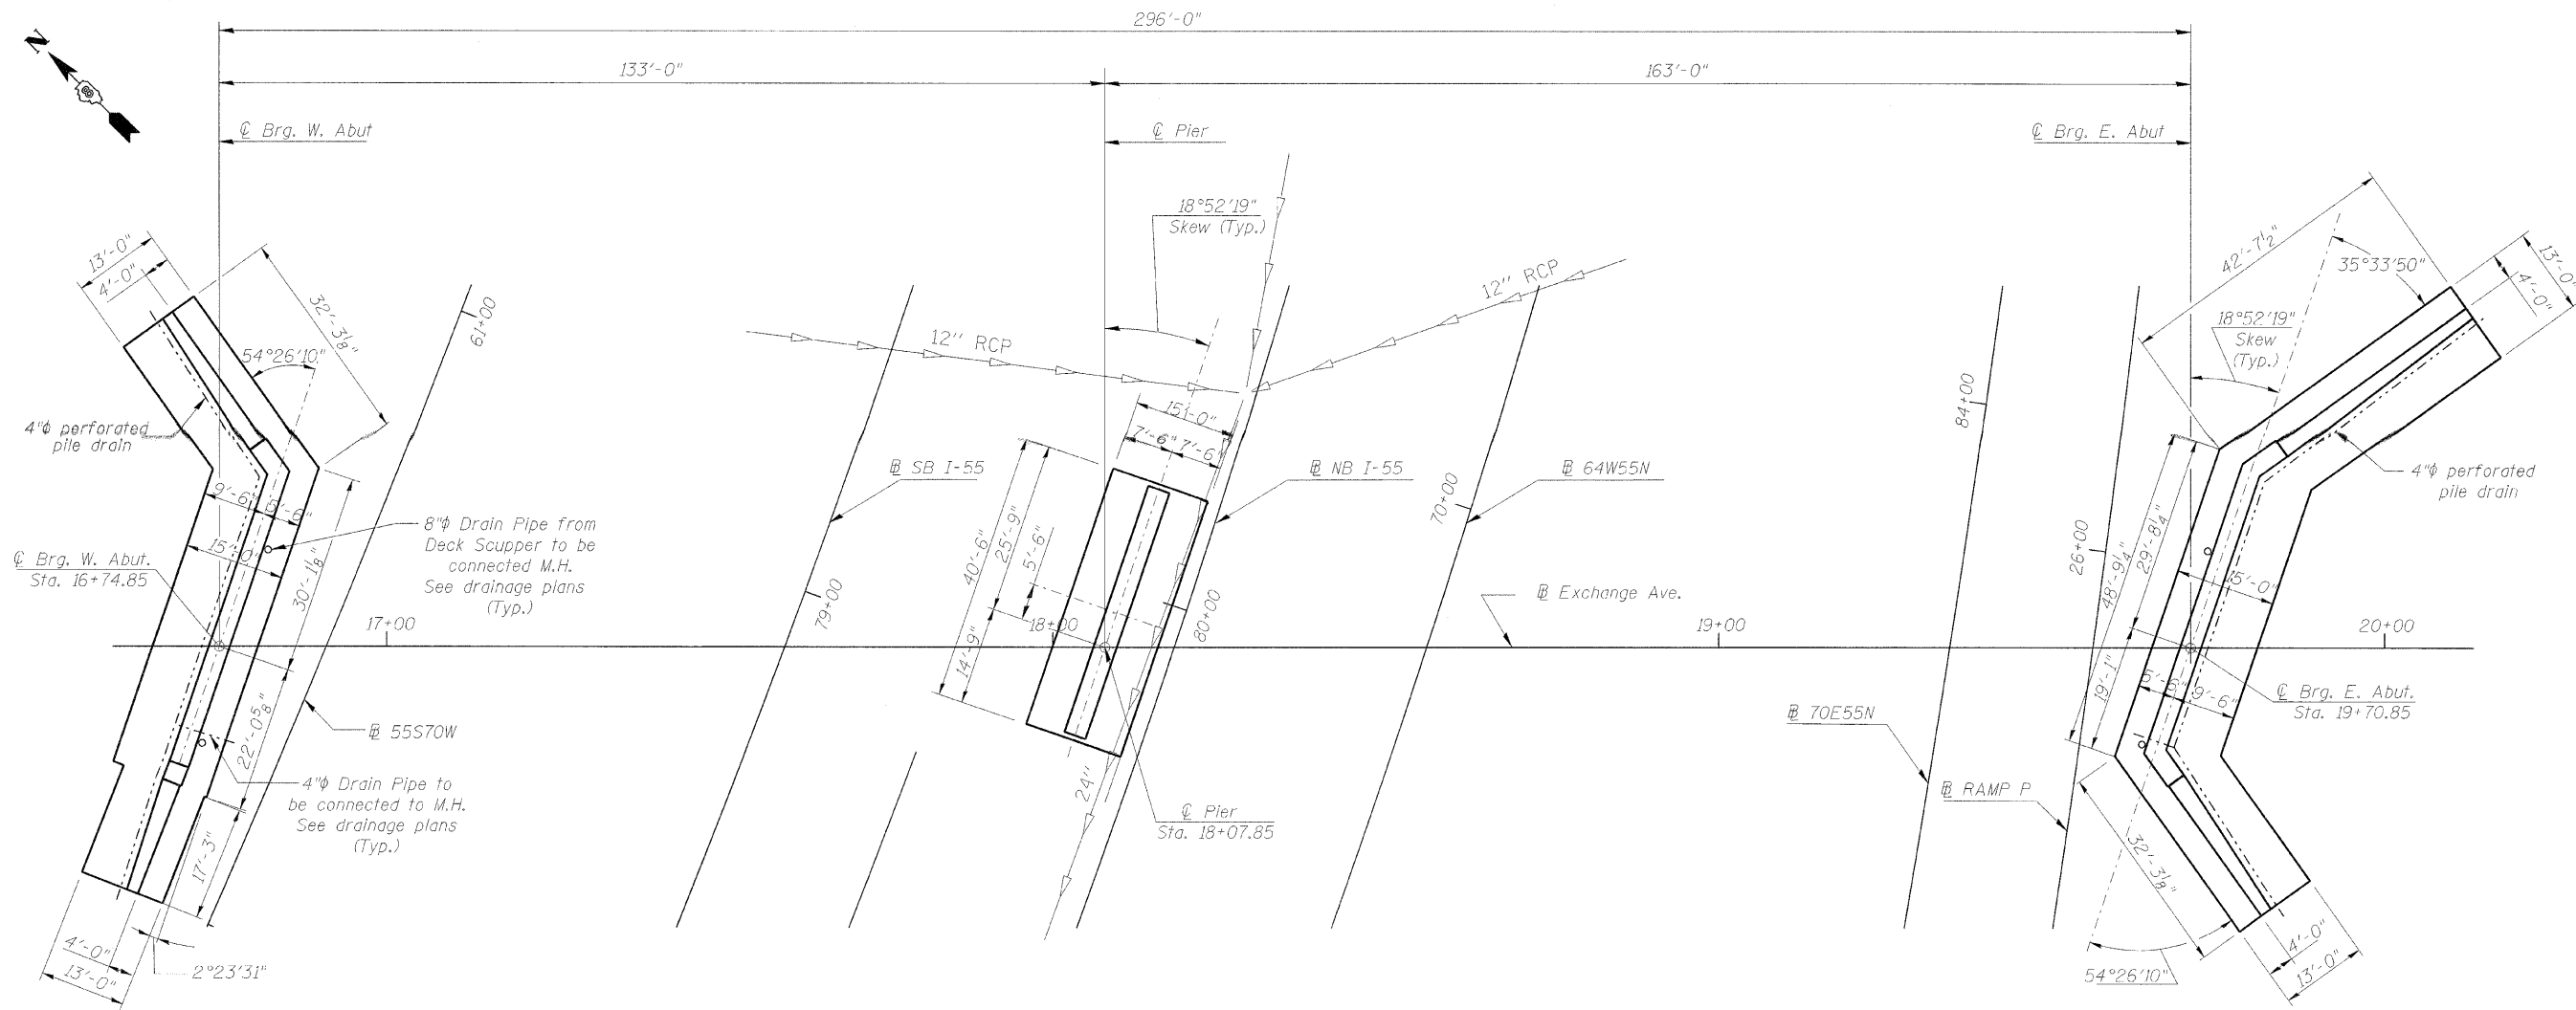 296'-0"
N
133'-0"
163'-0"
℄ Brg. W. Abut
℄ Pier
℄ Brg. E. Abut
18°52'19"
Skew (Typ.)
42'-7½"
35°33'50"
13'-0"
4'-0"
13'-0"
4'-0"
32'-3⅛"
54°26'10"
61+00
12" RCP
12" RCP
18°52'19"
Skew
(Typ.)
84+00
4"ϕ perforated
pile drain
15'-0"
7'-6"
7'-6"
℔ SB I-55
℔ NB I-55
℔ 64W55N
70+00
4"ϕ perforated
pile drain
9'-6"
5'-6"
8"ϕ Drain Pipe from
Deck Scupper to be
connected M.H.
See drainage plans
(Typ.)
15'-0"
30'-1⅛"
℄ Brg. W. Abut.
Sta. 16+74.85
40'-6"
25'-9"
5'-6"
14'-9"
79+00
80+00
26+00
48'-9¼"
29'-8¼"
15'-0"
℔ Exchange Ave.
17+00
18+00
19+00
20+00
19'-1"
5'-6"
9'-6"
℄ Brg. E. Abut.
Sta. 19+70.85
℔ 55S70W
22'-0⅝"
4"ϕ Drain Pipe to
be connected to M.H.
See drainage plans
(Typ.)
24"
℄ Pier
Sta. 18+07.85
℔ 70E55N
℔ RAMP P
17'-3"
32'-3⅛"
4'-0"
13'-0"
2°23'31"
54°26'10"
4'-0"
13'-0"